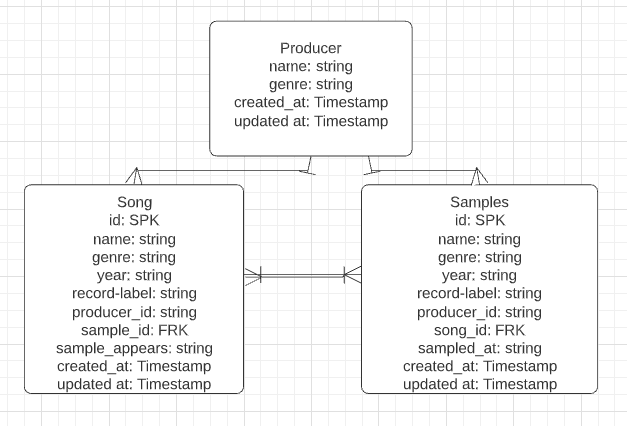 Producer
name: string
genre: string
created_at: Timestamp
updated at: Timestamp
Song
id: SPK
name: string
genre: string
year: string
record-label: string
producer_id: string
sample_id: FRK
sample_appears: string
created_at: Timestamp
updated at: Timestamp
Samples
id: SPK
name: string
genre: string
year: string
record-label: string
producer_id: string
song_id: FRK
sampled_at: string
created_at: Timestamp
updated at: Timestamp